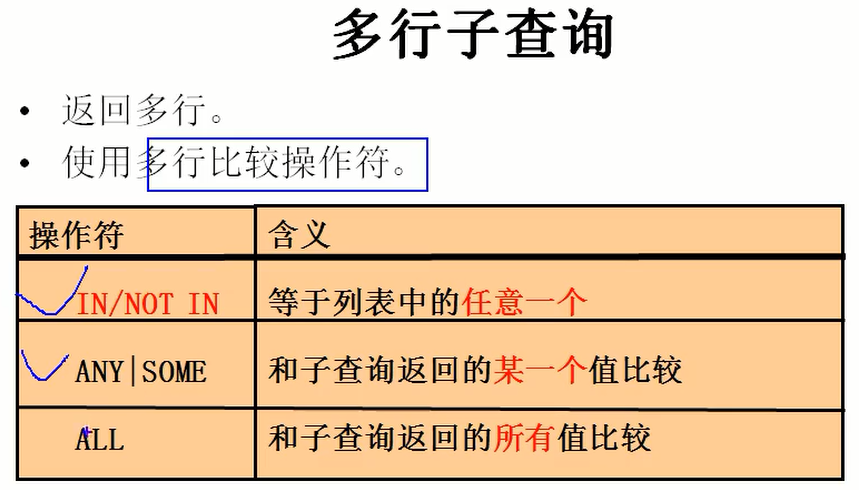 多行子查询
• 返回多行。
• 使用多行比较操作符。
操作符 含义
IN/NOT IN 等于列表中的任意一个
ANY|SOME 和子查询返回的某一个值比较
ALL 和子查询返回的所有值比较